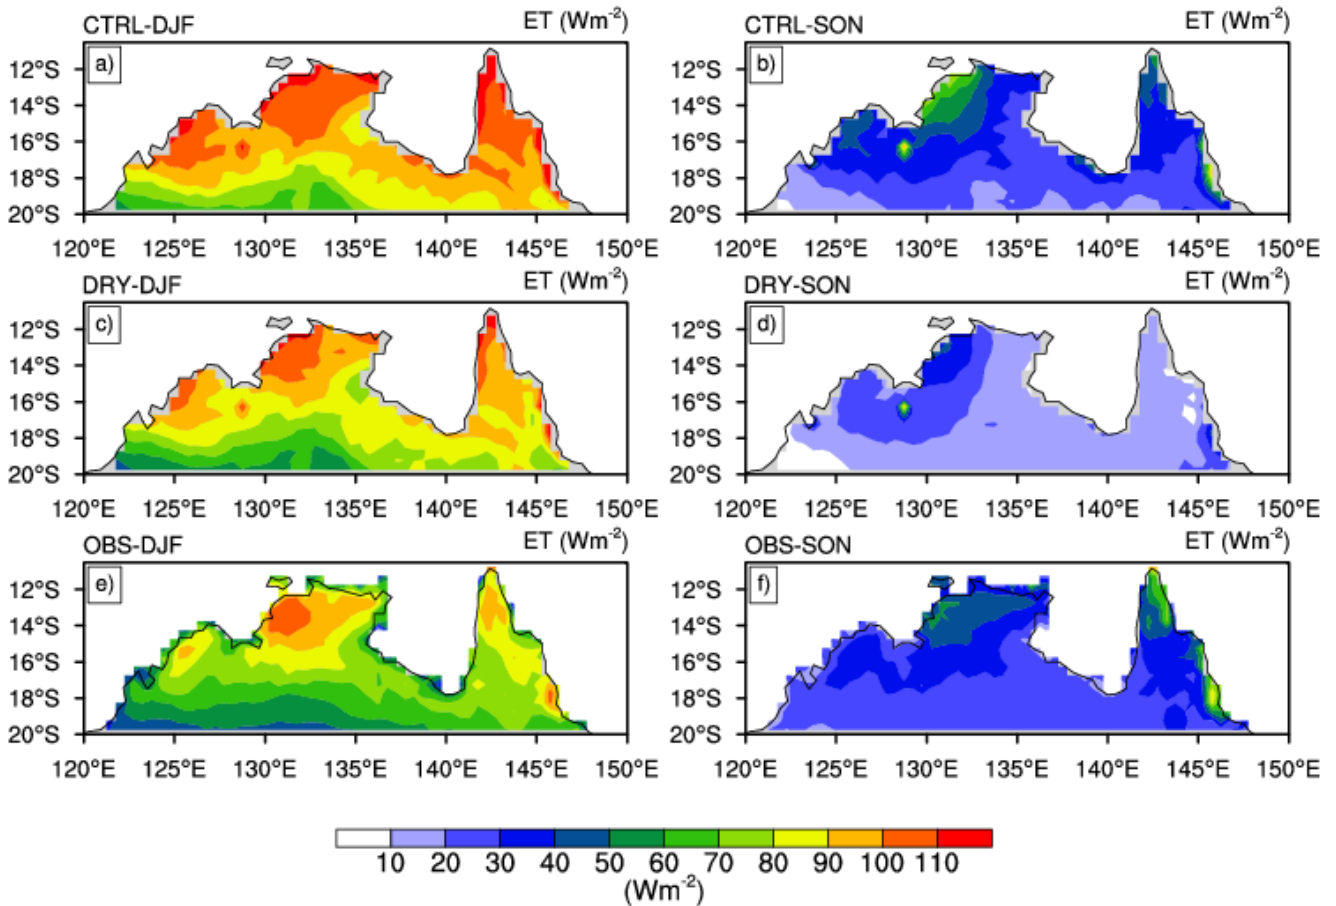 CTRL-DJF ET (Wm⁻²) CTRL-SON ET (Wm⁻²)
a) b)
12°S 12°S
14°S 14°S
16°S 16°S
18°S 18°S
20°S 20°S
120°E 125°E 130°E 135°E 140°E 145°E 150°E 120°E 125°E 130°E 135°E 140°E 145°E 150°E
DRY-DJF ET (Wm⁻²) DRY-SON ET (Wm⁻²)
c) d)
12°S 12°S
14°S 14°S
16°S 16°S
18°S 18°S
20°S 20°S
120°E 125°E 130°E 135°E 140°E 145°E 150°E 120°E 125°E 130°E 135°E 140°E 145°E 150°E
OBS-DJF ET (Wm⁻²) OBS-SON ET (Wm⁻²)
e) f)
12°S 12°S
14°S 14°S
16°S 16°S
18°S 18°S
20°S 20°S
120°E 125°E 130°E 135°E 140°E 145°E 150°E 120°E 125°E 130°E 135°E 140°E 145°E 150°E
10 20 30 40 50 60 70 80 90 100 110
(Wm⁻²)